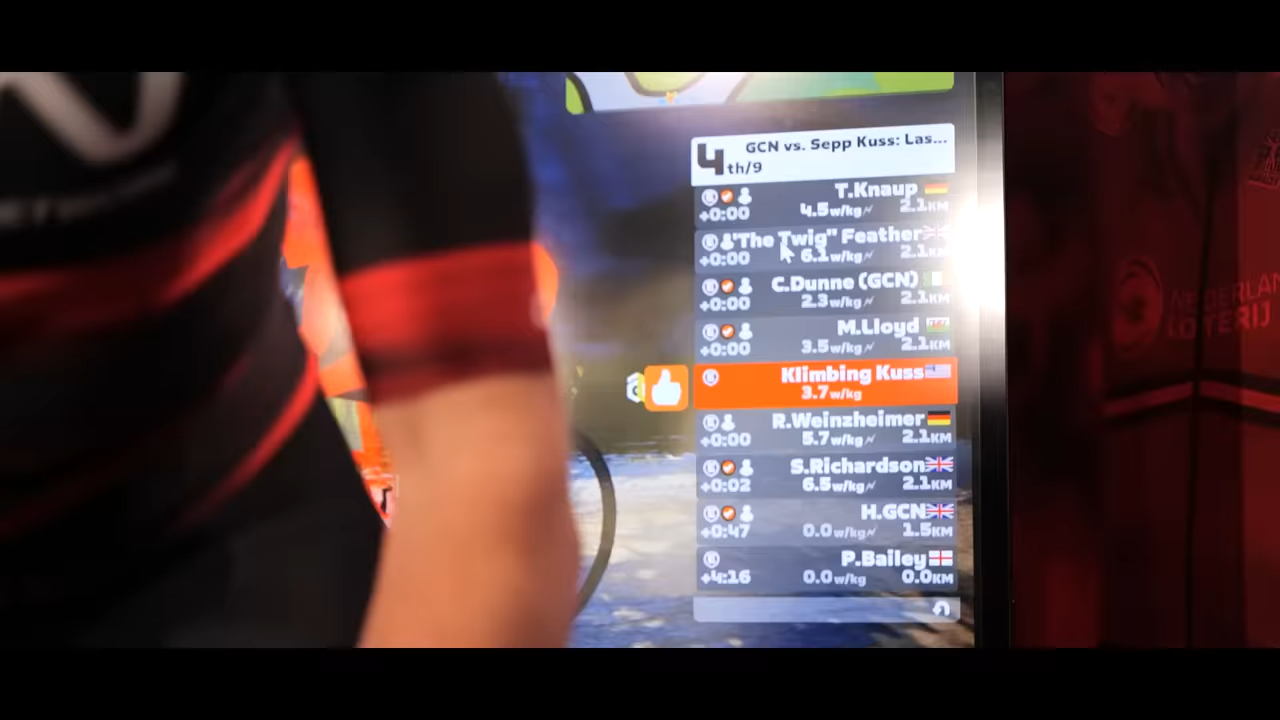 GCN vs. Sepp Kuss: Las...
4th/9
T.Knaup
+0:00 4.5w/kg 2.1KM
"The Twig" Feather
+0:00 6.1w/kg 2.1KM
C.Dunne (GCN)
+0:00 2.3w/kg 2.1KM
M.Lloyd
+0:00 3.5w/kg 2.1KM
Klimbing Kuss
3.7w/kg
R.Weinzheimer
+0:00 5.7w/kg 2.1KM
S.Richardson
+0:02 6.5w/kg 2.1KM
H.GCN
+0:47 0.0w/kg 1.5KM
P.Bailey
+4:16 0.0w/kg 0.0KM
LOTERIJ